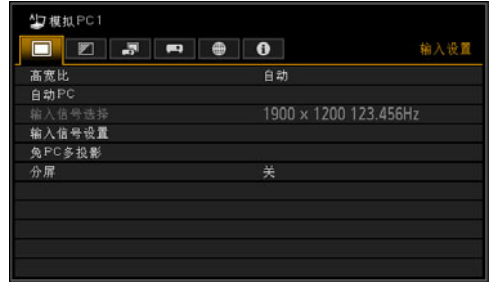 模拟PC1
输入设置
高宽比 自动
自动PC
输入信号选择 1900 x 1200 123.456Hz
输入信号设置
免PC多投影
分屏 关